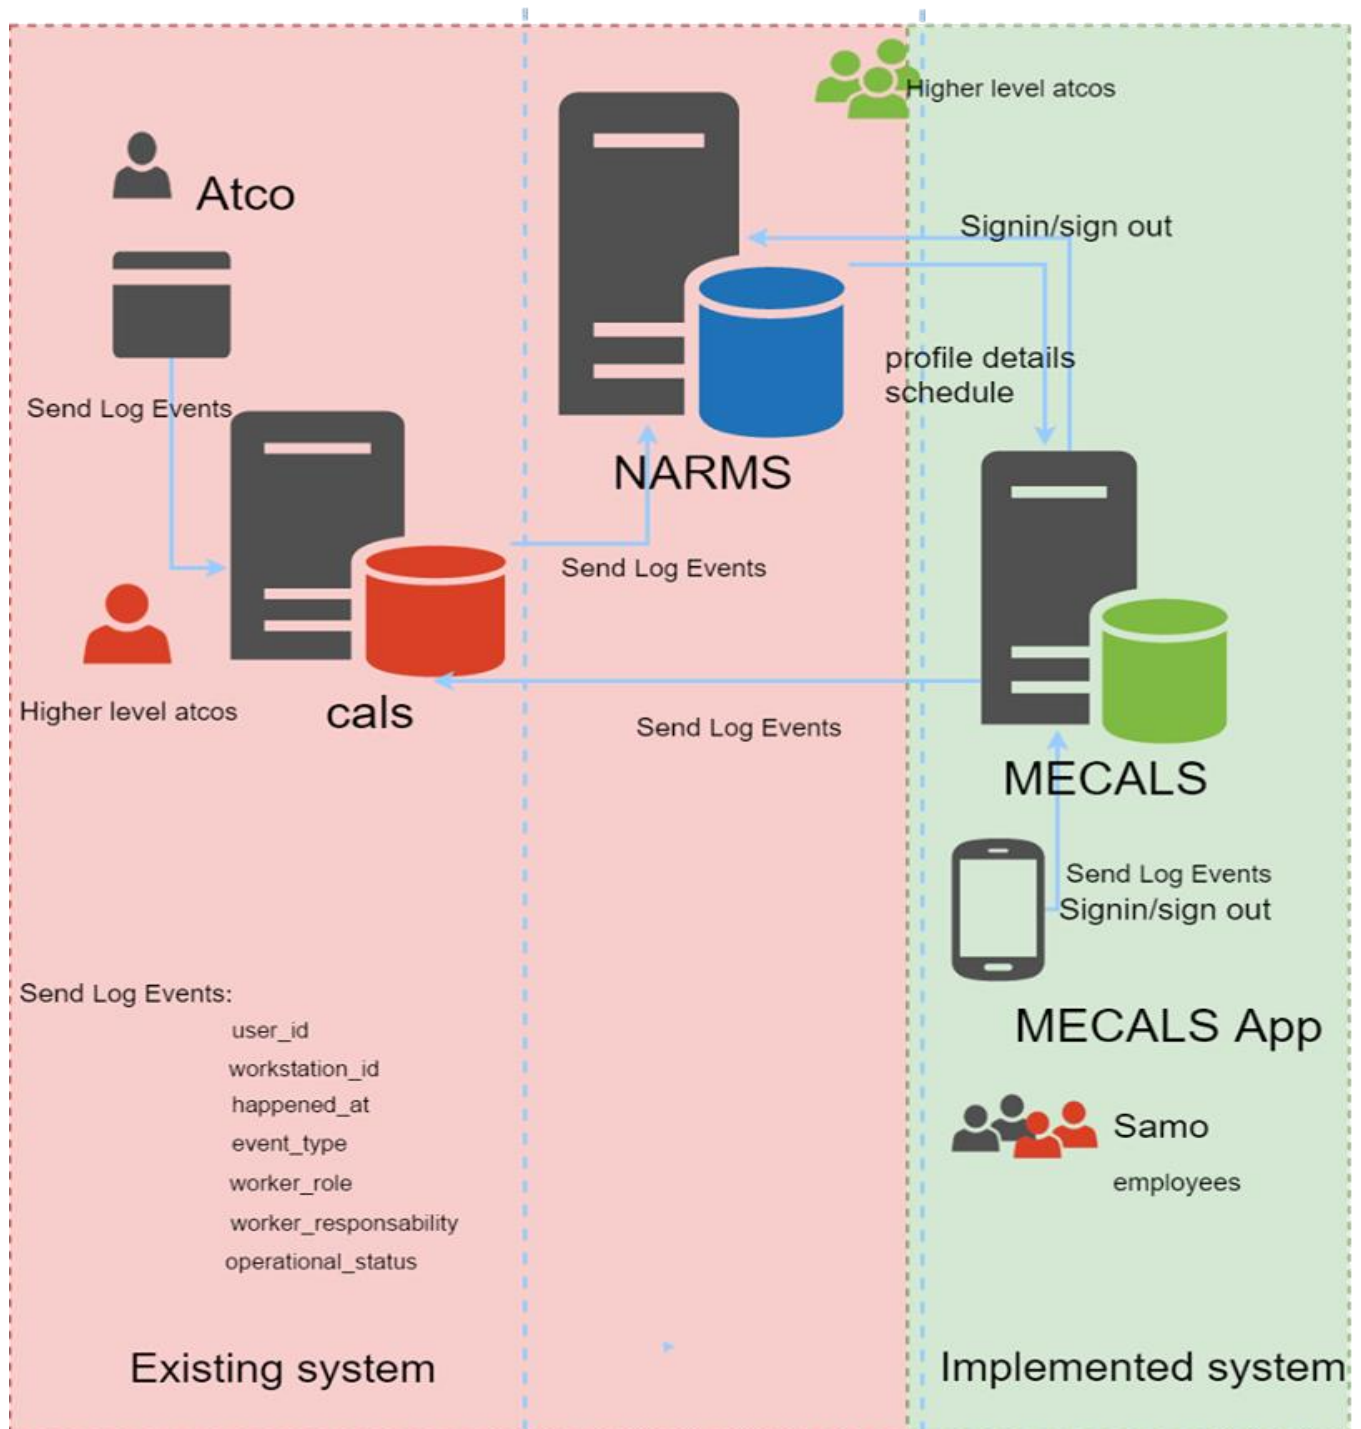 Higher level atcos
Atco
Signin/sign out
profile details
schedule
Send Log Events
NARMS
Send Log Events
Higher level atcos
cals
Send Log Events
MECALS
Send Log Events
Signin/sign out
MECALS App
Samo
employees
Send Log Events:
user_id
workstation_id
happened_at
event_type
worker_role
worker_responsability
operational_status
Existing system
Implemented system